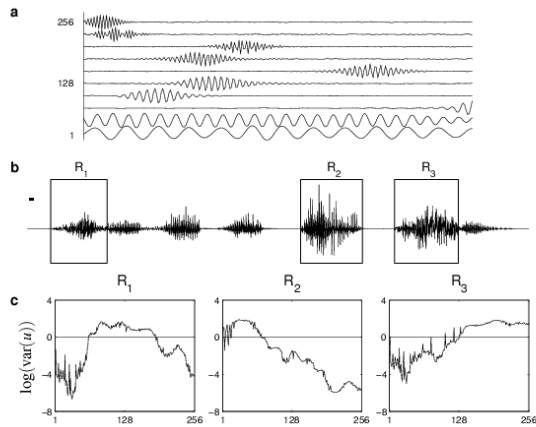 a
256
128
1
b
R1 R2 R3
R1 R2 R3
c
log(var(u))
4 4 4
0 0 0
-4 -4 -4
-8 -8 -8
1 128 256 1 128 256 1 128 256